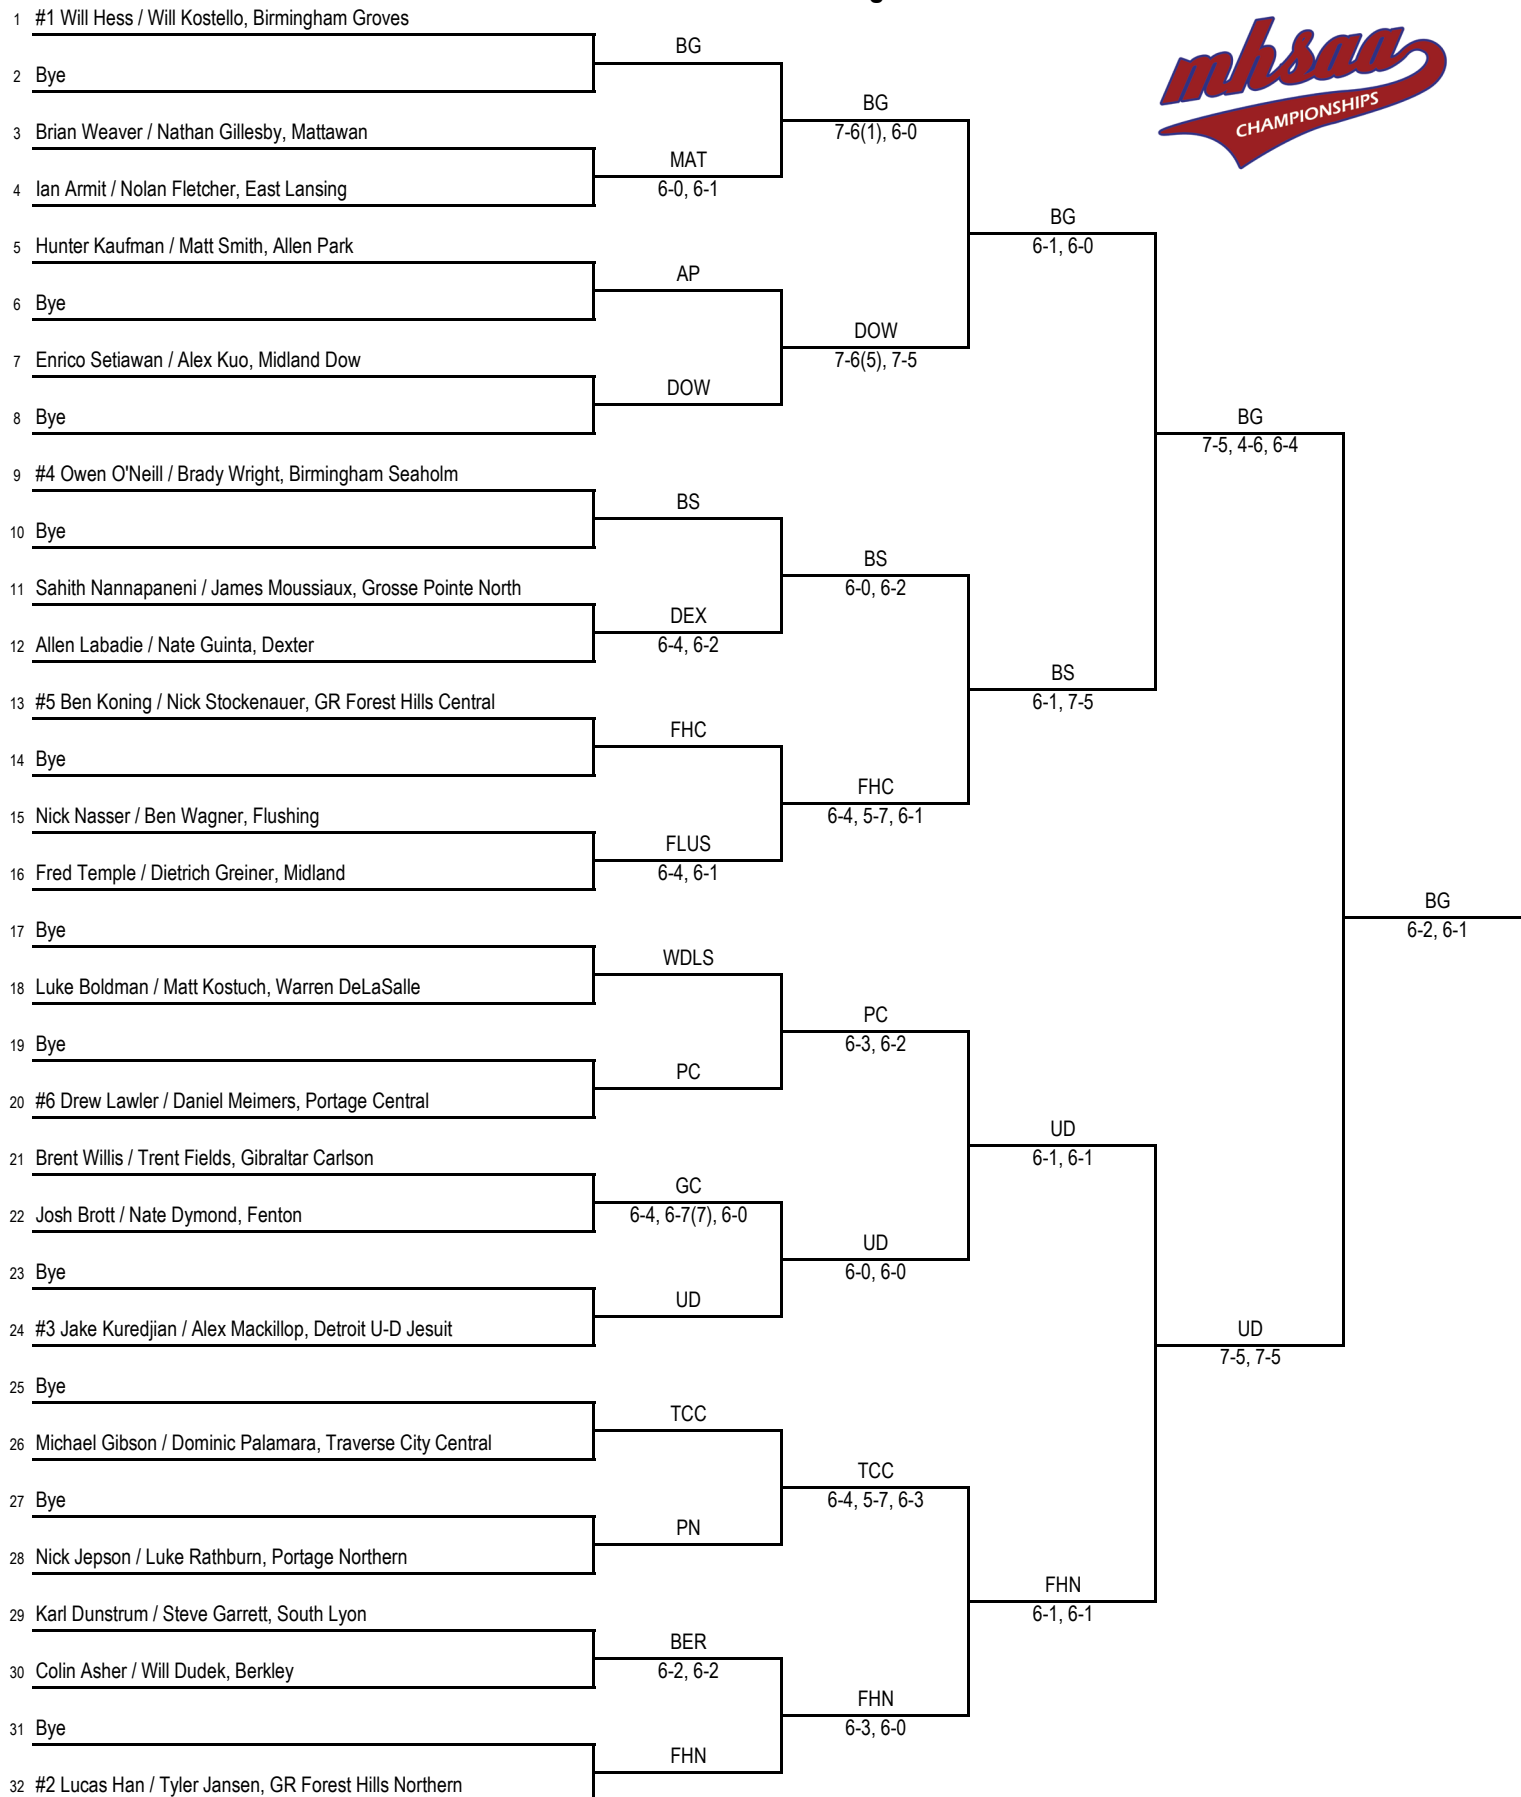 1 #1 Will Hess / Will Kostello, Birmingham Groves
BG
2 Bye
BG
3 Brian Weaver / Nathan Gillesby, Mattawan
7-6(1), 6-0
MAT
4 Ian Armit / Nolan Fletcher, East Lansing
6-0, 6-1
mhsaa
CHAMPIONSHIPS
BG
5 Hunter Kaufman / Matt Smith, Allen Park
6-1, 6-0
AP
6 Bye
DOW
7 Enrico Setiawan / Alex Kuo, Midland Dow
7-6(5), 7-5
DOW
8 Bye
BG
7-5, 4-6, 6-4
9 #4 Owen O'Neill / Brady Wright, Birmingham Seaholm
BS
10 Bye
BS
11 Sahith Nannapaneni / James Moussiaux, Grosse Pointe North
6-0, 6-2
DEX
12 Allen Labadie / Nate Guinta, Dexter
6-4, 6-2
BS
13 #5 Ben Koning / Nick Stockenauer, GR Forest Hills Central
6-1, 7-5
FHC
14 Bye
FHC
15 Nick Nasser / Ben Wagner, Flushing
6-4, 5-7, 6-1
FLUS
16 Fred Temple / Dietrich Greiner, Midland
6-4, 6-1
BG
17 Bye
6-2, 6-1
WDLS
18 Luke Boldman / Matt Kostuch, Warren DeLaSalle
PC
19 Bye
6-3, 6-2
PC
20 #6 Drew Lawler / Daniel Meimers, Portage Central
UD
21 Brent Willis / Trent Fields, Gibraltar Carlson
6-1, 6-1
GC
22 Josh Brott / Nate Dymond, Fenton
6-4, 6-7(7), 6-0
UD
23 Bye
6-0, 6-0
UD
24 #3 Jake Kuredjian / Alex Mackillop, Detroit U-D Jesuit
UD
7-5, 7-5
25 Bye
TCC
26 Michael Gibson / Dominic Palamara, Traverse City Central
TCC
27 Bye
6-4, 5-7, 6-3
PN
28 Nick Jepson / Luke Rathburn, Portage Northern
FHN
29 Karl Dunstrum / Steve Garrett, South Lyon
6-1, 6-1
BER
30 Colin Asher / Will Dudek, Berkley
6-2, 6-2
FHN
31 Bye
6-3, 6-0
FHN
32 #2 Lucas Han / Tyler Jansen, GR Forest Hills Northern